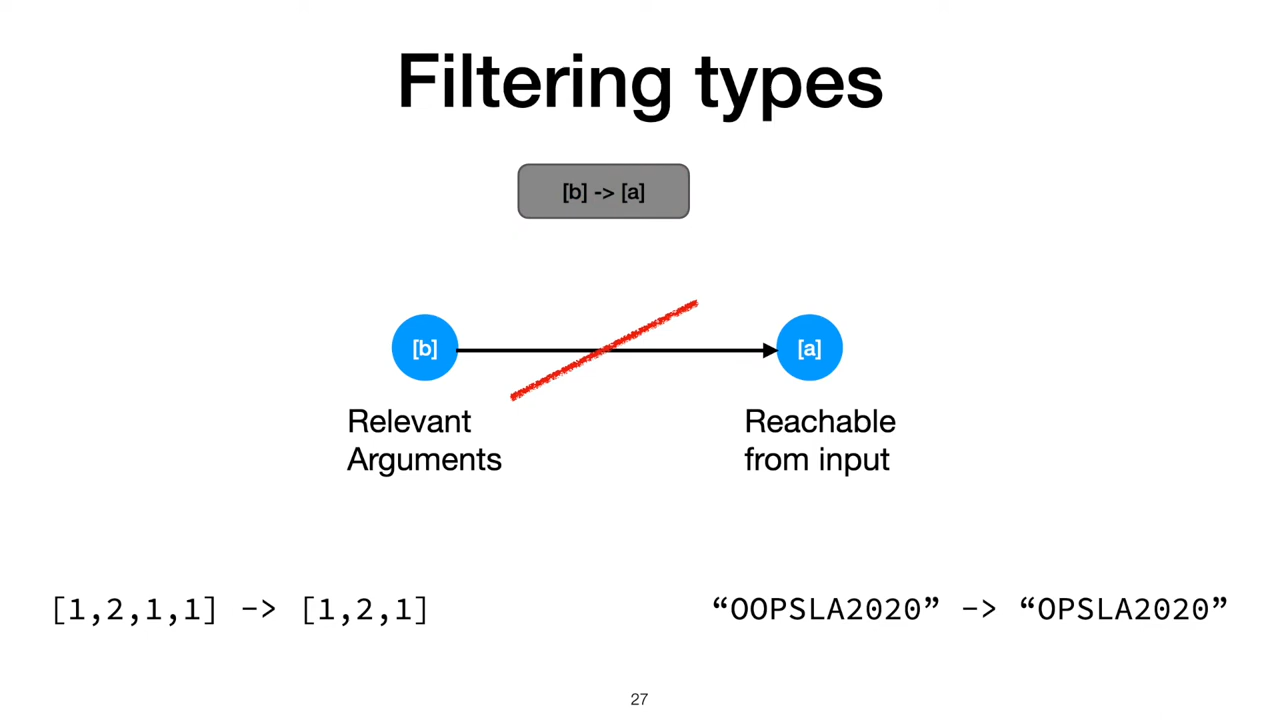 Filtering types
[b] -> [a]
[b]
[a]
Relevant
Arguments
Reachable
from input
[1,2,1,1] -> [1,2,1]
“OOPSLA2020” -> “OPSLA2020”
27